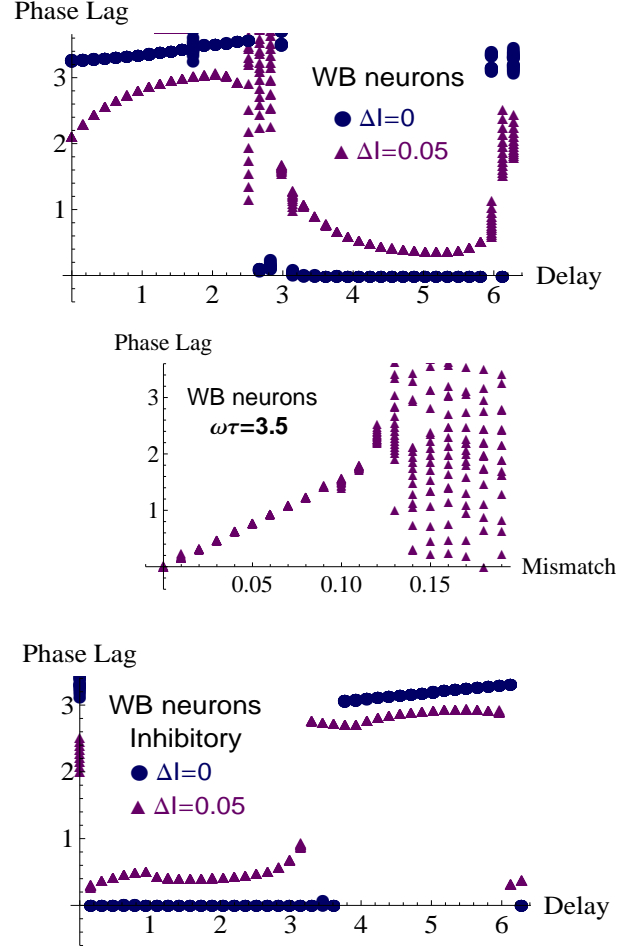 Phase Lag
3
2
1
WB neurons
ΔI=0
ΔI=0.05
1 2 3 4 5 6 Delay
Phase Lag
3
2
1
WB neurons
ωτ=3.5
0.05 0.10 0.15 Mismatch
Phase Lag
3
2
1
WB neurons
Inhibitory
ΔI=0
ΔI=0.05
1 2 3 4 5 6 Delay